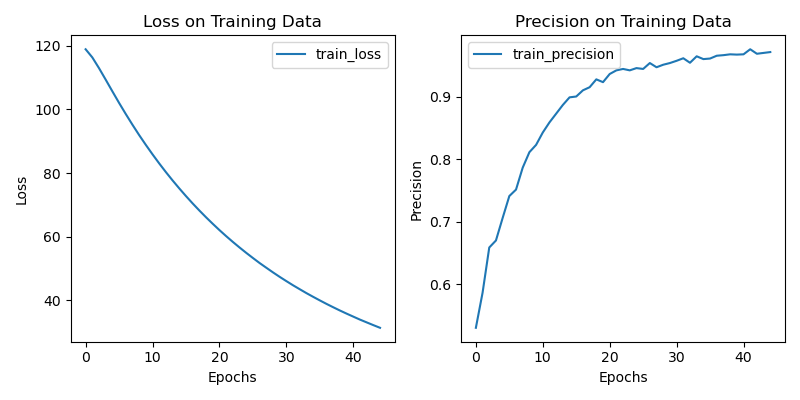 Loss on Training Data
120
100
80
60
40
0 10 20 30 40
Loss
Epochs
train_loss
Precision on Training Data
0.9
0.8
0.7
0.6
0 10 20 30 40
Precision
Epochs
train_precision